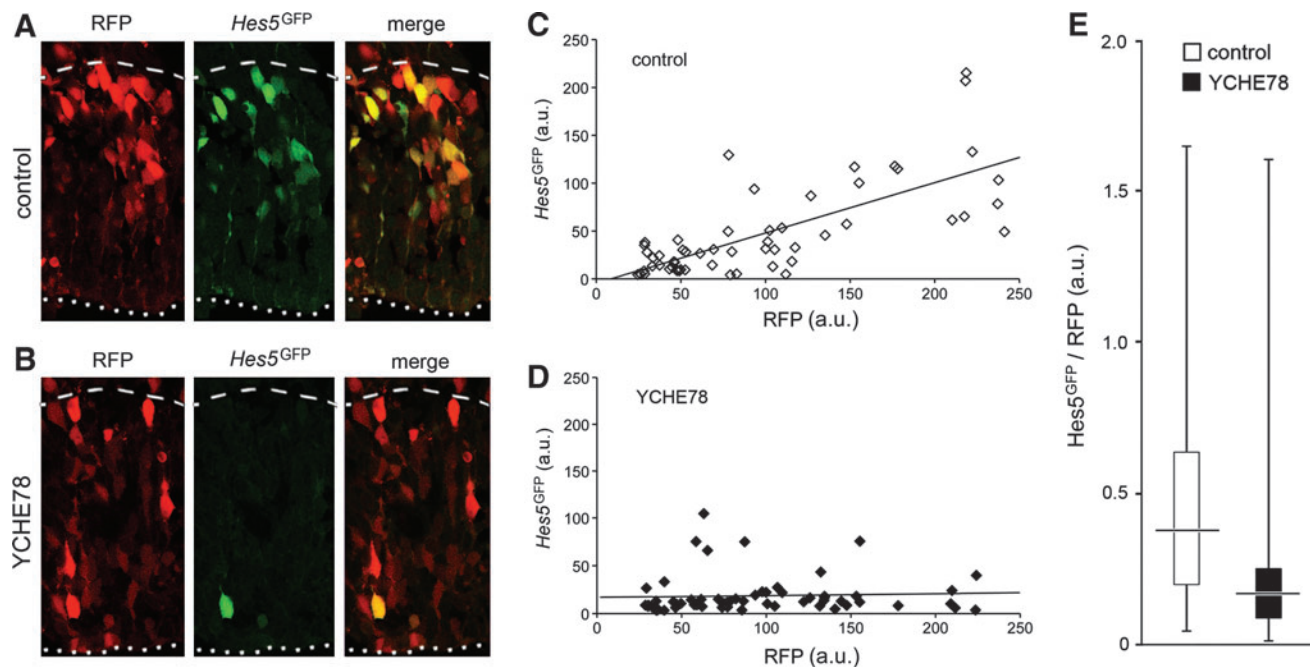 A
RFP
Hes5GFP
merge
control
B
RFP
Hes5GFP
merge
YCHE78
C
control
250
200
150
100
50
0
Hes5GFP (a.u.)
0 50 100 150 200 250
RFP (a.u.)
D
YCHE78
250
200
150
100
50
0
Hes5GFP (a.u.)
0 50 100 150 200 250
RFP (a.u.)
E
control
YCHE78
2.0
1.5
1.0
0.5
0
Hes5GFP / RFP (a.u.)